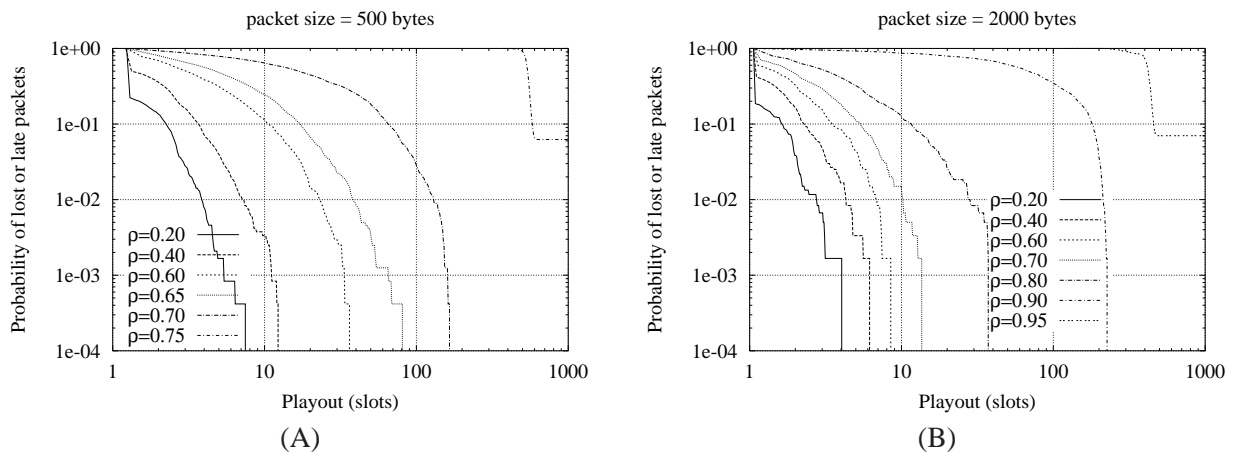 packet size = 500 bytes
Probability of lost or late packets
1e+00
1e-01
1e-02
1e-03
1e-04
ρ=0.20
ρ=0.40
ρ=0.60
ρ=0.65
ρ=0.70
ρ=0.75
1 10 100 1000
Playout (slots)
(A)
packet size = 2000 bytes
Probability of lost or late packets
1e+00
1e-01
1e-02
1e-03
1e-04
ρ=0.20
ρ=0.40
ρ=0.60
ρ=0.70
ρ=0.80
ρ=0.90
ρ=0.95
1 10 100 1000
Playout (slots)
(B)